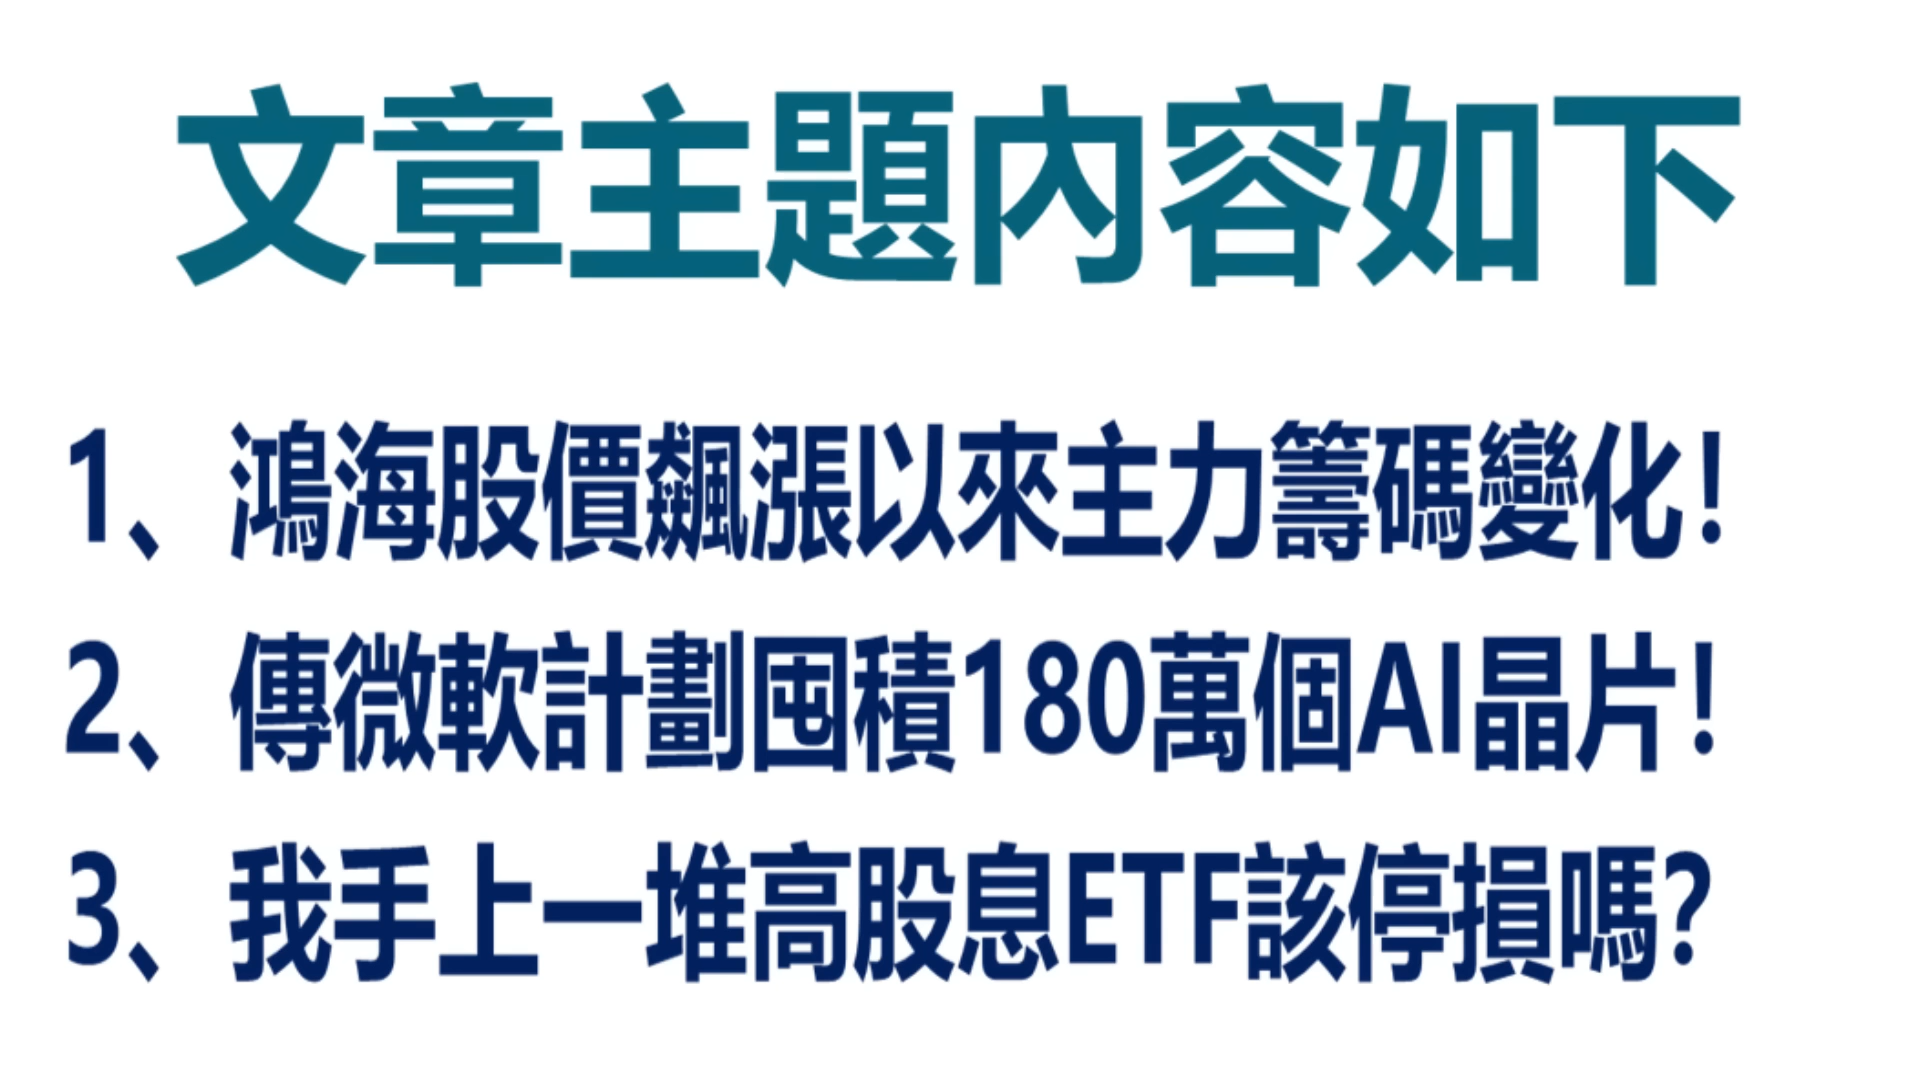 文章主題內容如下
1、鴻海股價飆漲以來主力籌碼變化！
2、傳微軟計劃囤積180萬個AI晶片！
3、我手上一堆高股息ETF該停損嗎？